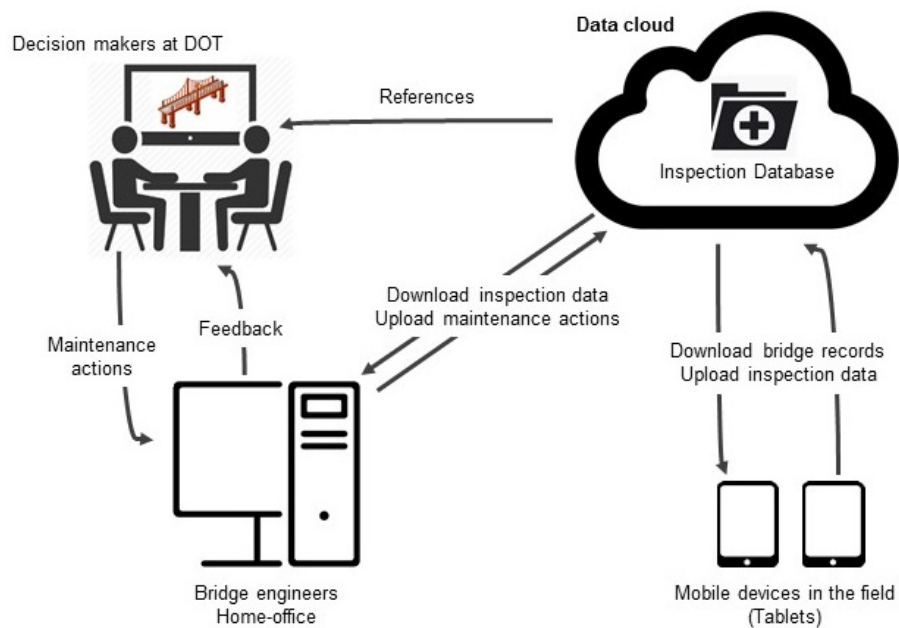 Decision makers at DOT
Data cloud
References
Inspection Database
Download inspection data
Upload maintenance actions
Feedback
Maintenance
actions
Download bridge records
Upload inspection data
Bridge engineers
Home-office
Mobile devices in the field
(Tablets)